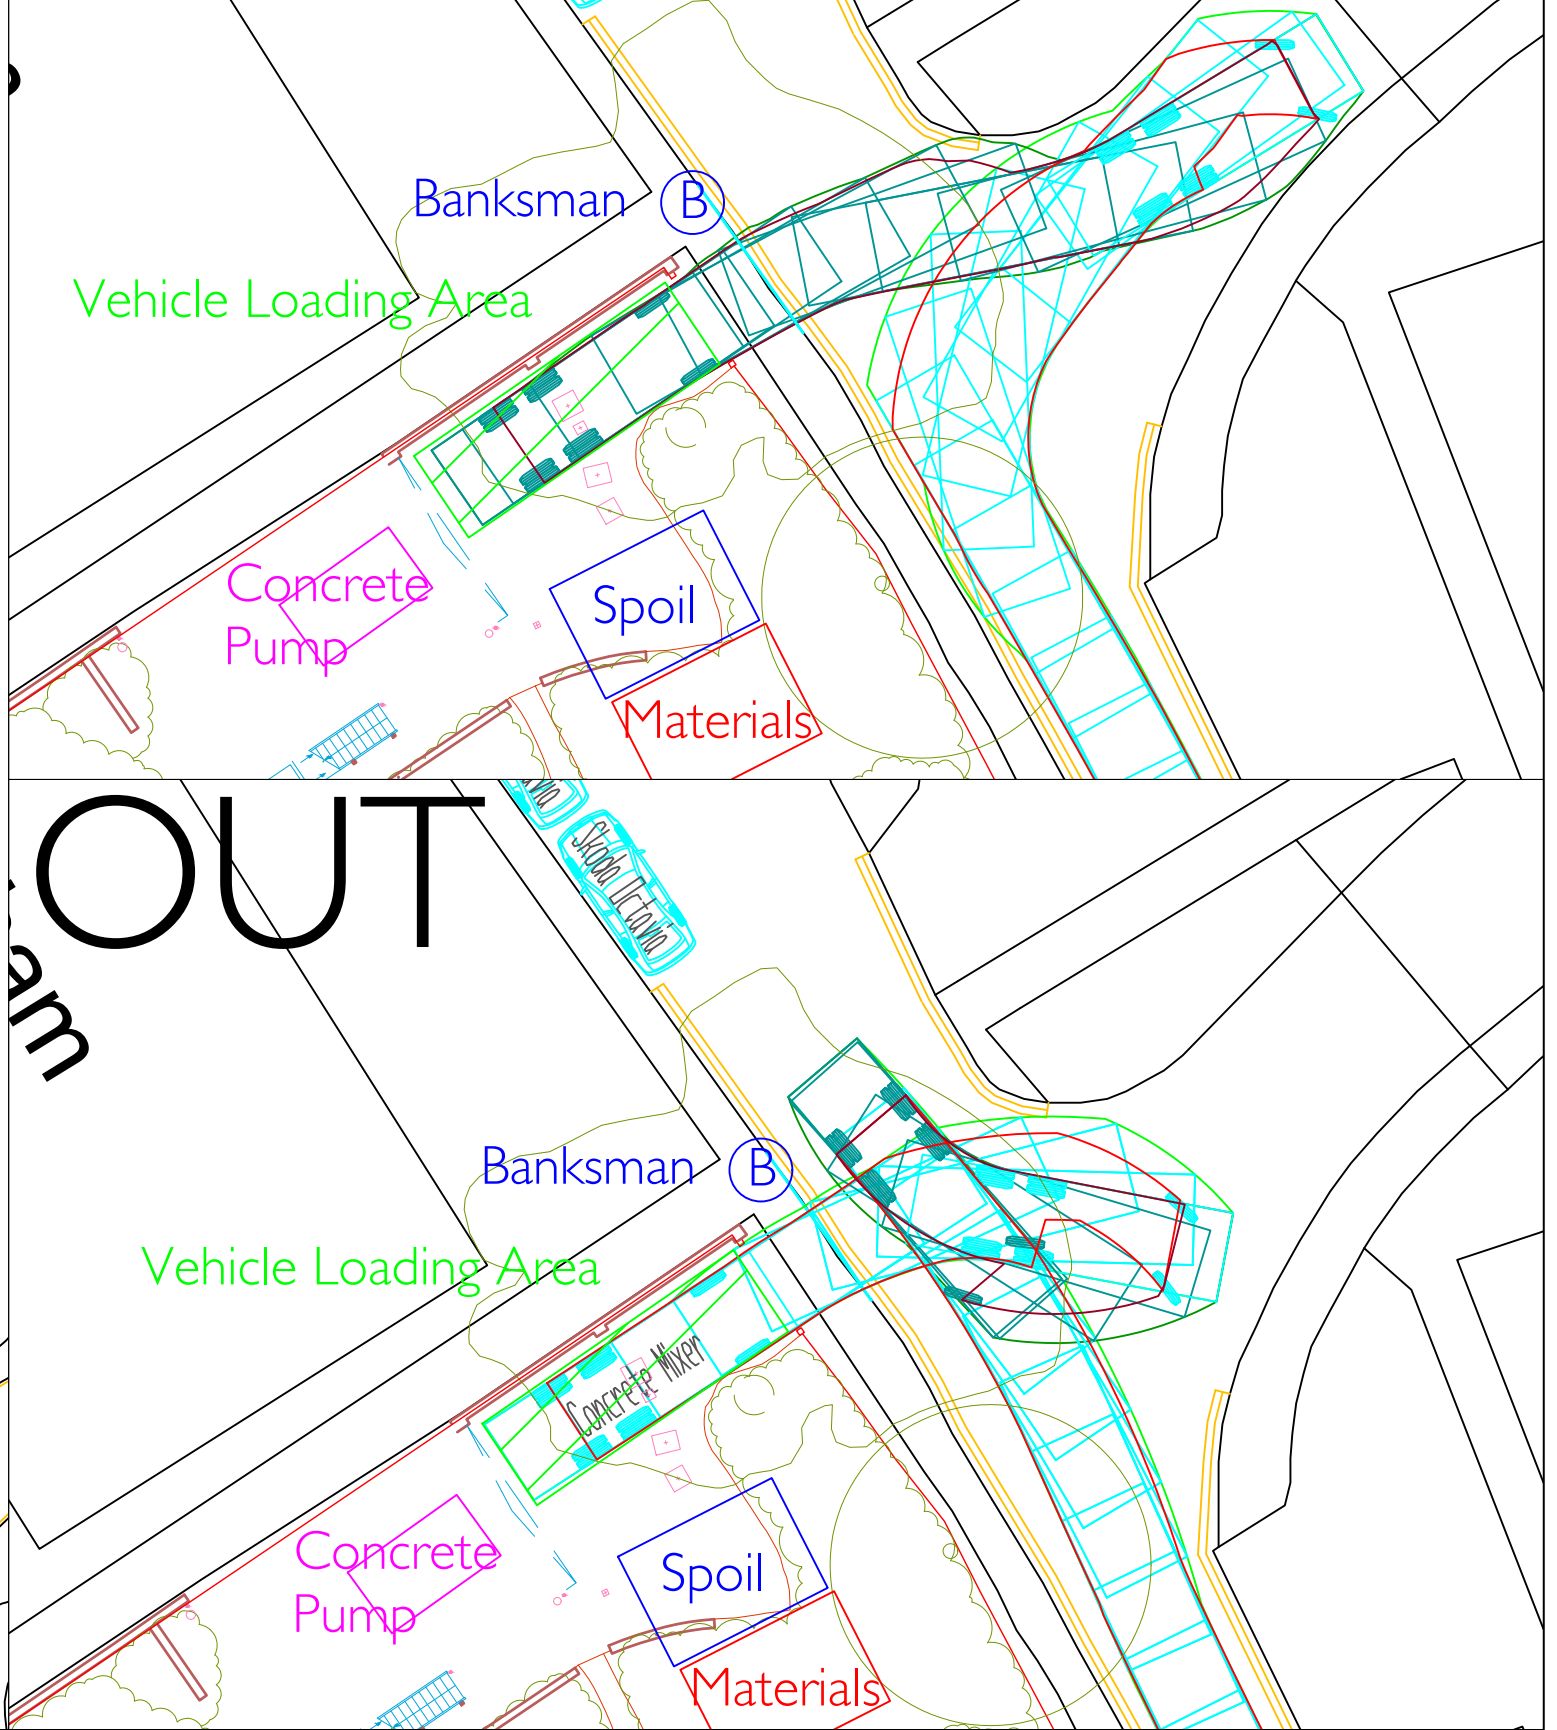 Banksman B
Vehicle Loading Area
Concrete
Pump
Spoil
Materials
OUT
Skoda Octavia
Banksman B
Vehicle Loading Area
Concrete Mixer
Concrete
Pump
Spoil
Materials